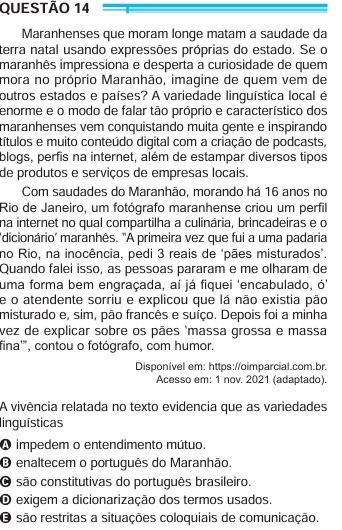 QUESTÃO 14
Maranhenses que moram longe matam a saudade da
terra natal usando expressões próprias do estado. Se o
maranhês impressiona e desperta a curiosidade de quem
mora no próprio Maranhão, imagine de quem vem de
outros estados e países? A variedade linguística local é
enorme e o modo de falar tão próprio e característico dos
maranhenses vem conquistando muita gente e inspirando
títulos e muito conteúdo digital com a criação de podcasts,
blogs, perfis na internet, além de estampar diversos tipos
de produtos e serviços de empresas locais.
Com saudades do Maranhão, morando há 16 anos no
Rio de Janeiro, um fotógrafo maranhense criou um perfil
na internet no qual compartilha a culinária, brincadeiras e o
'dicionário' maranhês. “A primeira vez que fui a uma padaria
no Rio, na inocência, pedi 3 reais de 'pães misturados'.
Quando falei isso, as pessoas pararam e me olharam de
uma forma bem engraçada, aí já fiquei 'encabulado, ó'
e o atendente sorriu e explicou que lá não existia pão
misturado e, sim, pão francês e suíço. Depois foi a minha
vez de explicar sobre os pães 'massa grossa e massa
fina'”, contou o fotógrafo, com humor.
Disponível em: https://oimparcial.com.br.
Acesso em: 1 nov. 2021 (adaptado).
A vivência relatada no texto evidencia que as variedades
linguísticas
A impedem o entendimento mútuo.
B enaltecem o português do Maranhão.
C são constitutivas do português brasileiro.
D exigem a dicionarização dos termos usados.
E são restritas a situações coloquiais de comunicação.